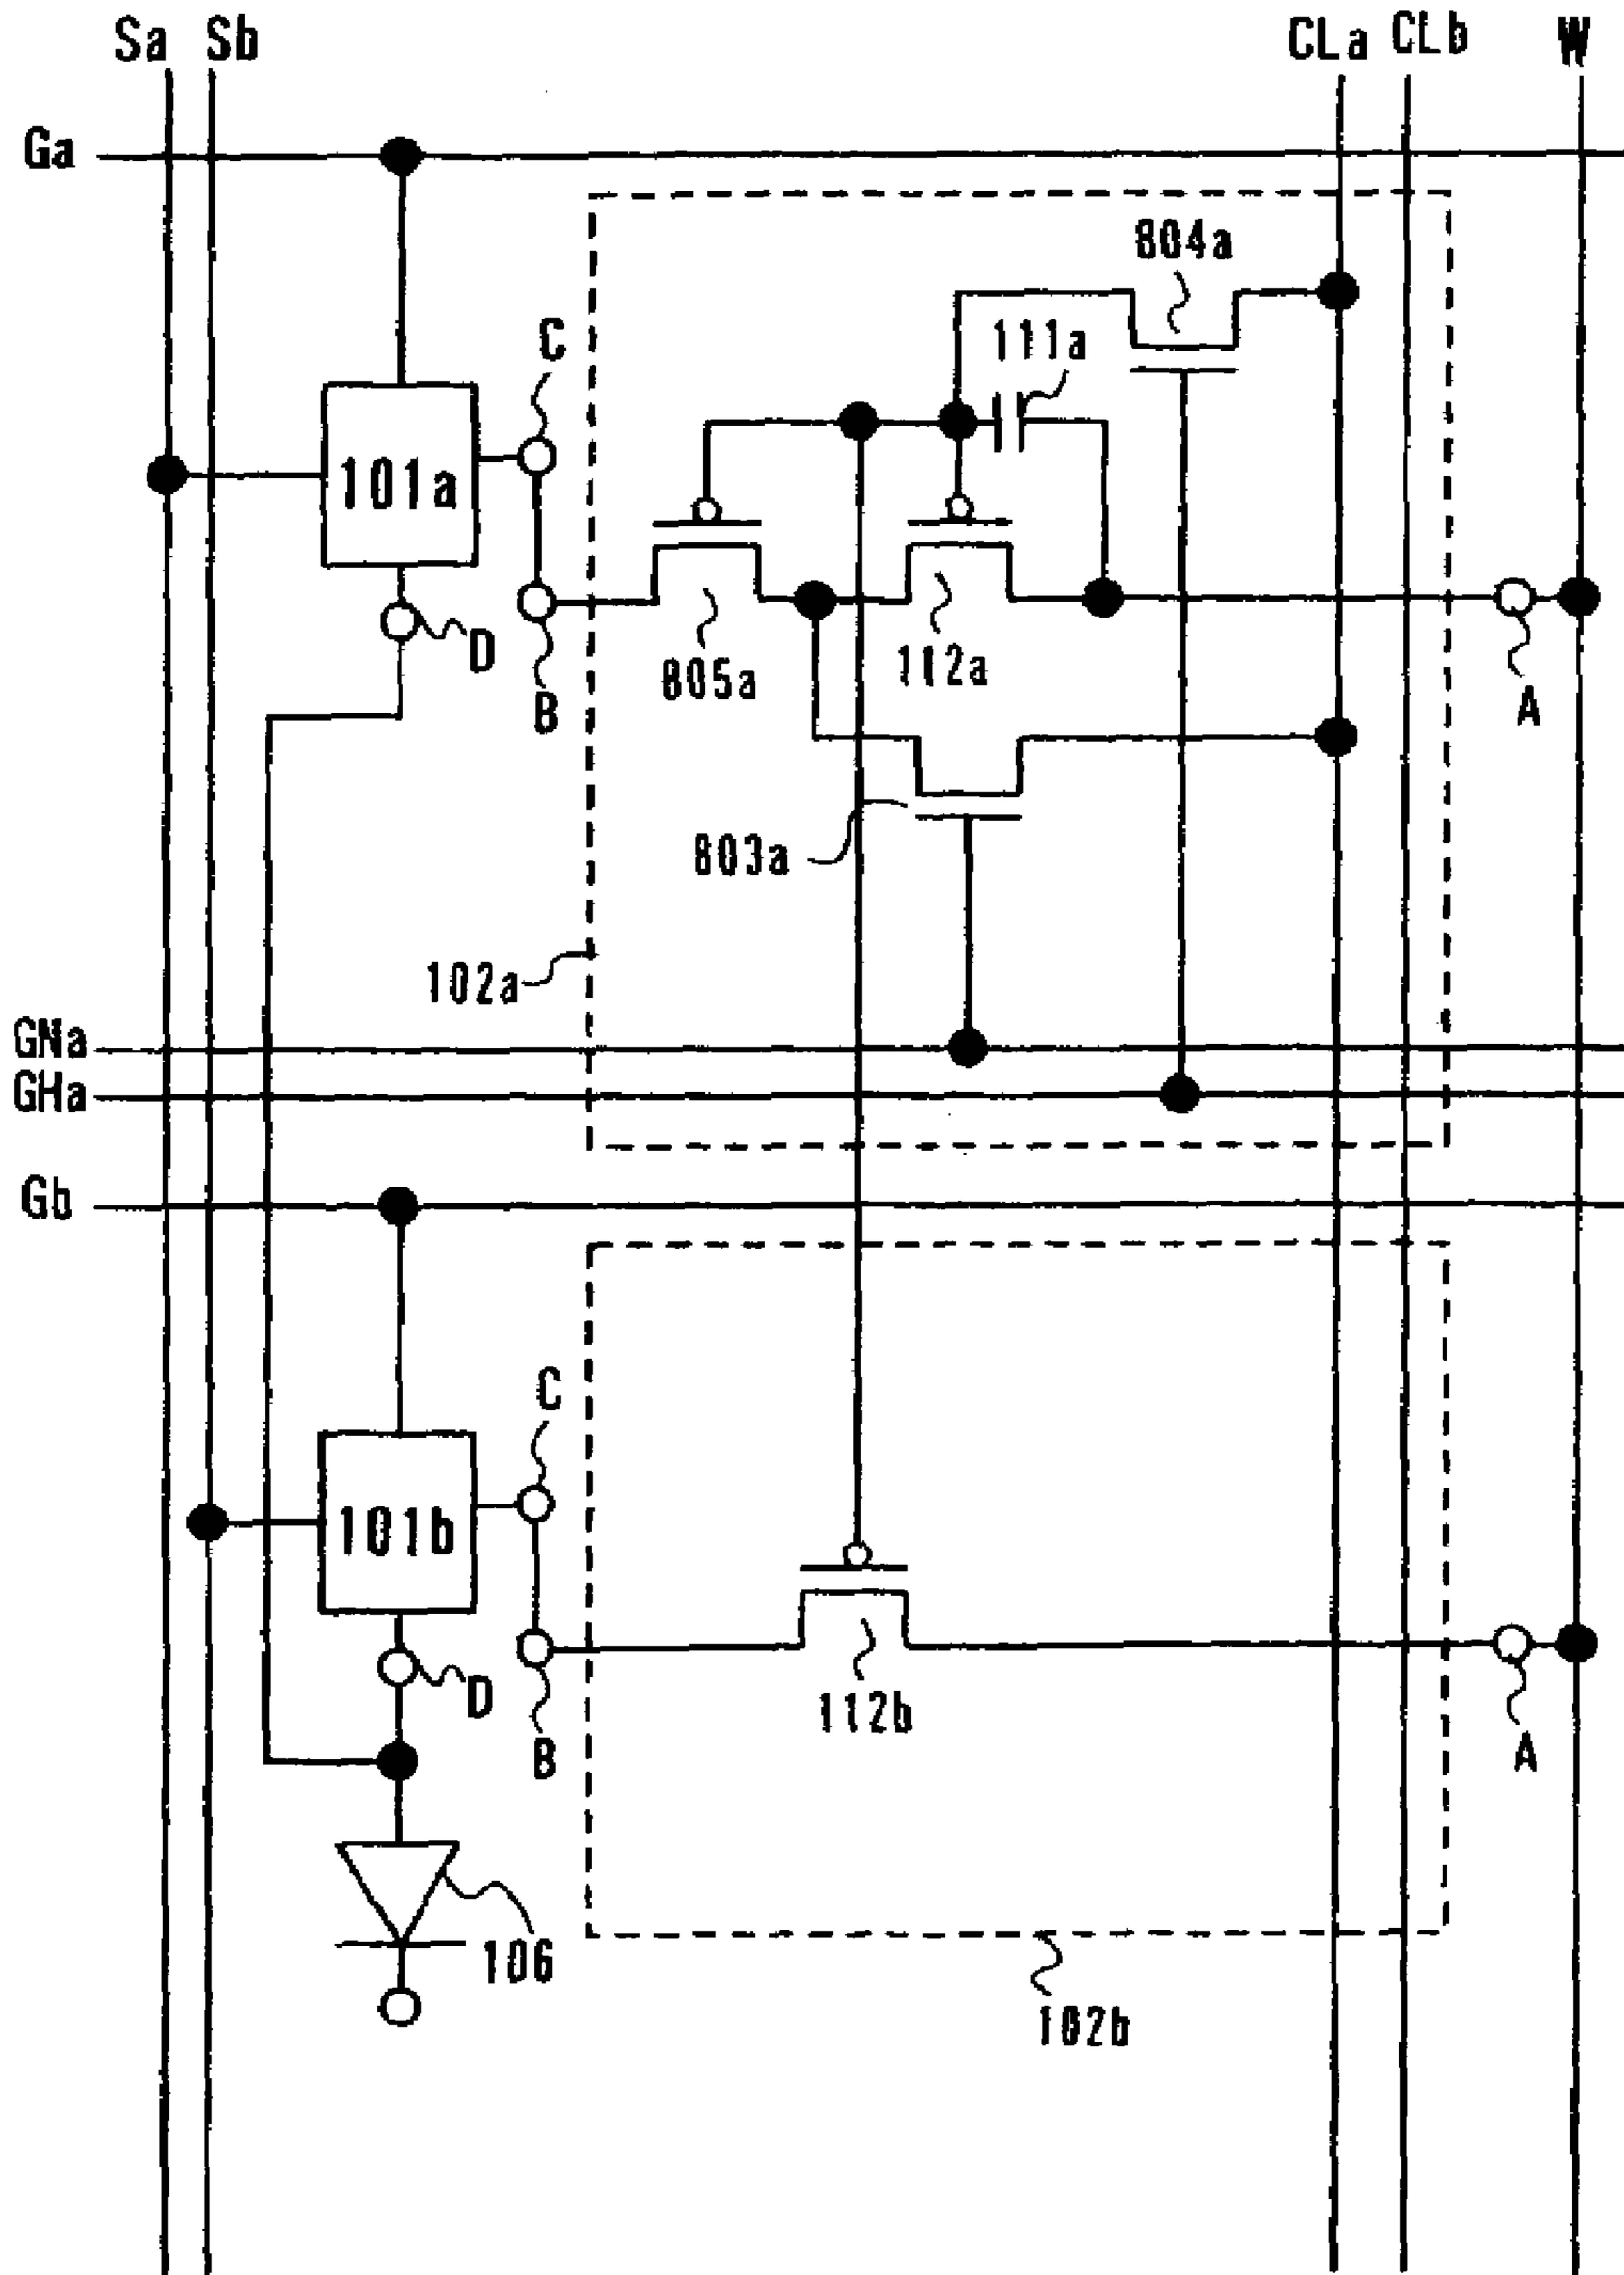 Sa Sb CLa CLb W
Ga
804a
C
111a
101a
D
B
805a
112a
A
803a
102a
GNa
GHa
Gb
C
101b
D
B
112b
A
106
102b